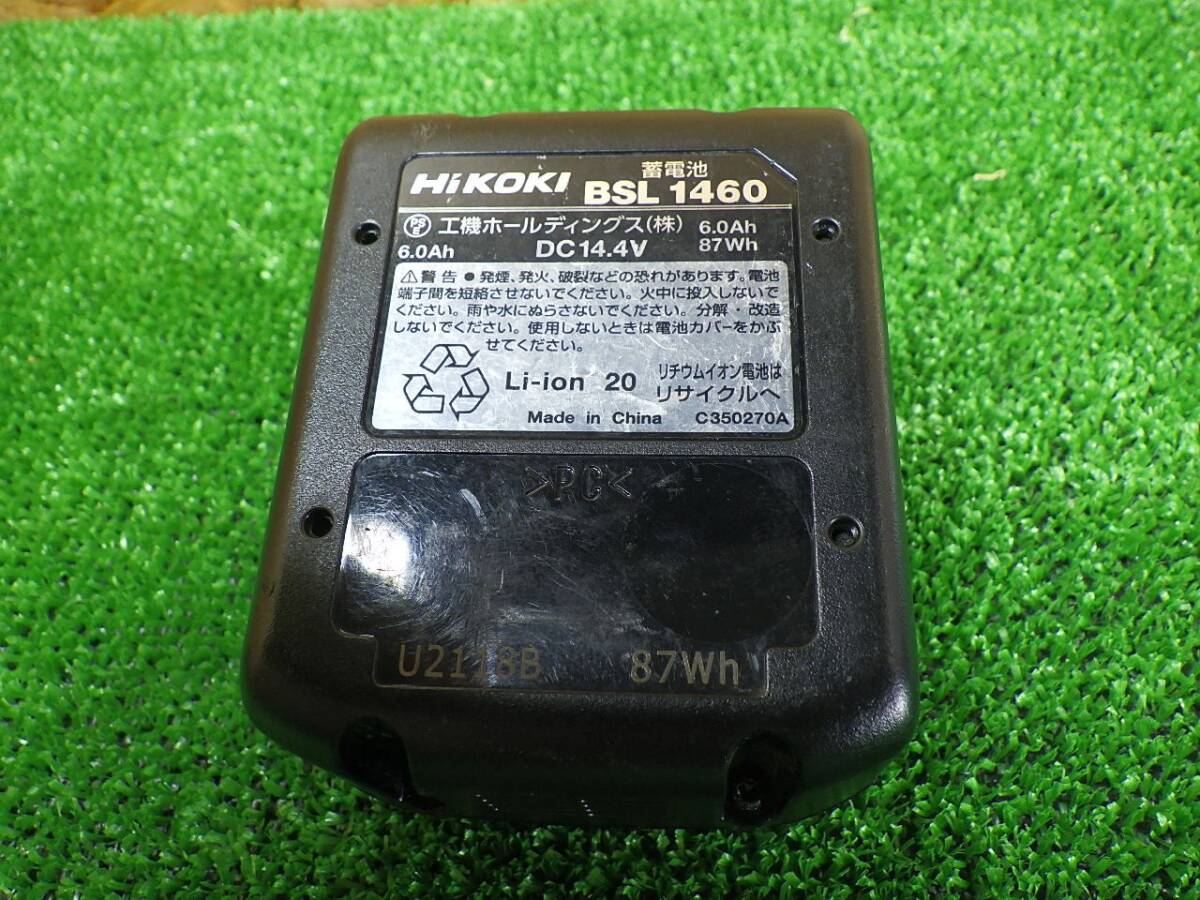 HiKOKI 蓄電池
BSL 1460
PS E 工機ホールディングス(株) 6.0Ah
6.0Ah DC14.4V 87Wh
⚠警告 ●発煙、発火、破裂などの恐れがあります。電池
端子間を短絡させないでください。火中に投入しないで
ください。雨や水にぬらさないでください。分解・改造
しないでください。使用しないときは電池カバーをかぶ
せてください。
Li-ion 20 リチウムイオン電池は
リサイクルへ
Made in China C350270A
>PC<
U2118B 87Wh